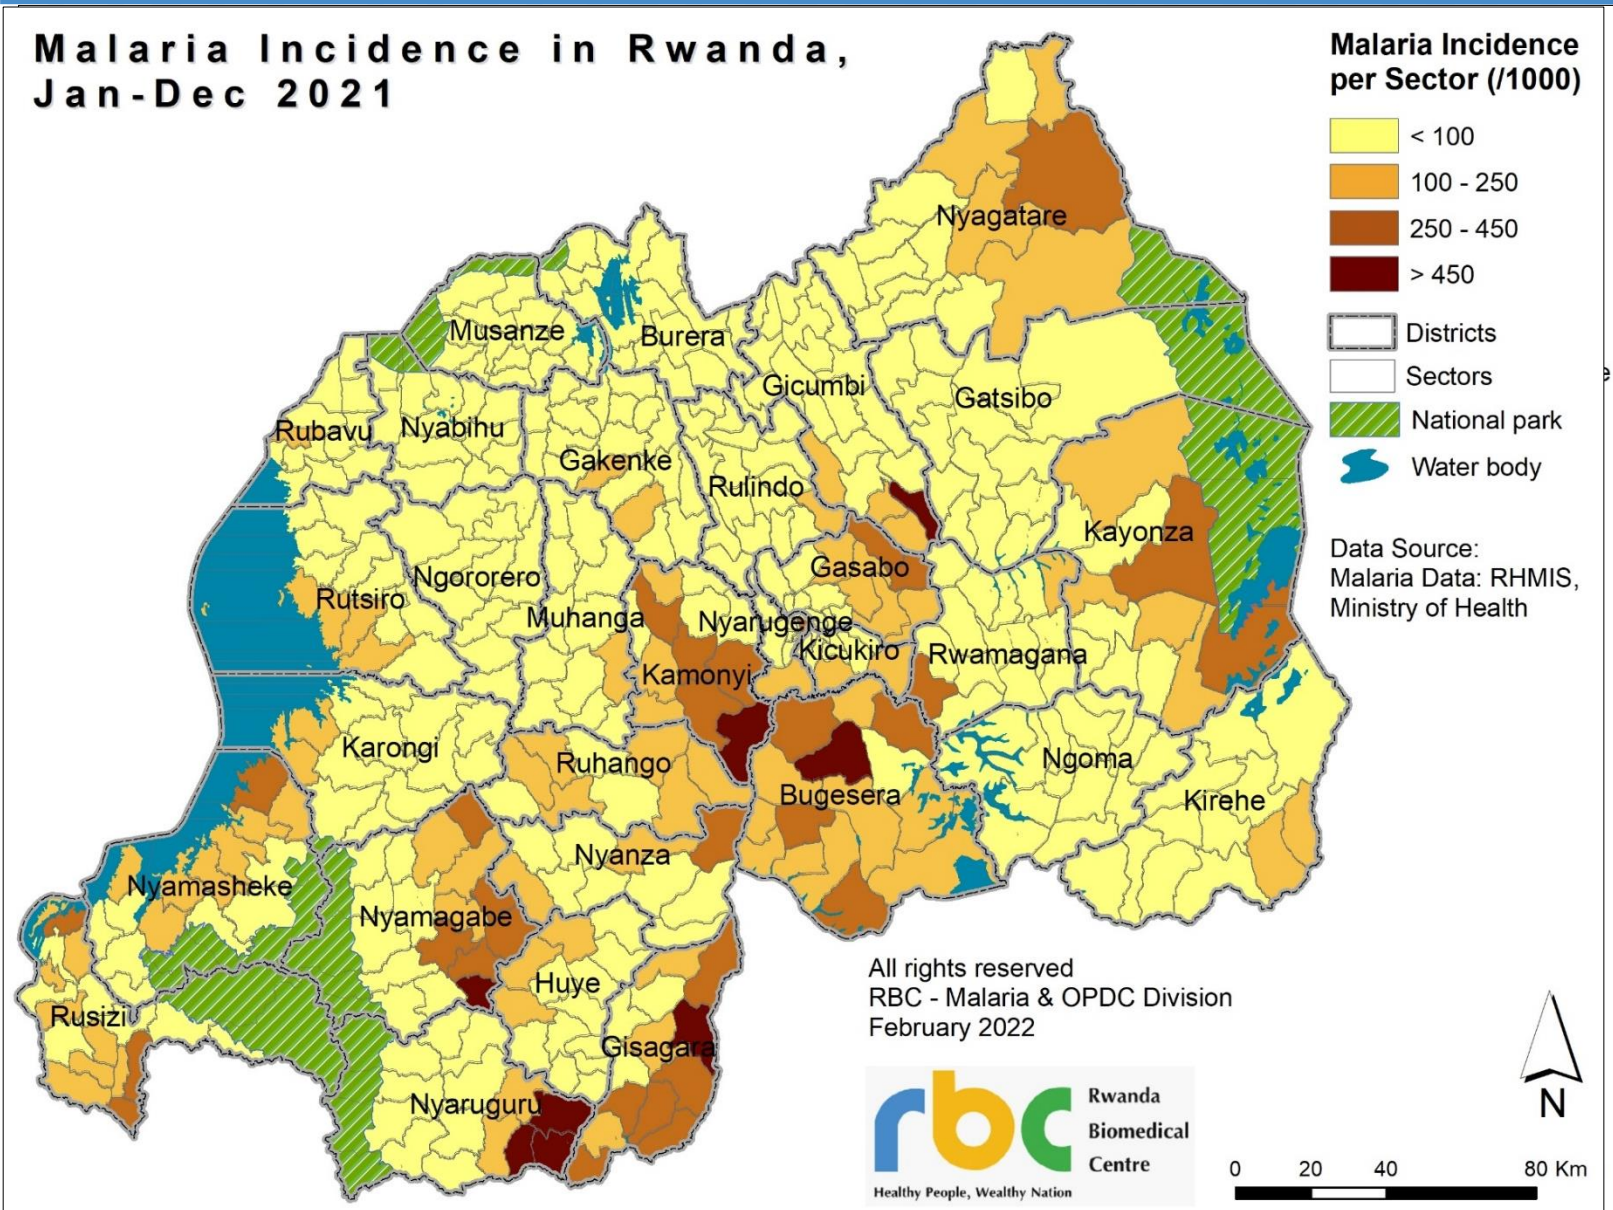 Malaria Incidence in Rwanda,
Jan-Dec 2021
Malaria Incidence
per Sector (/1000)
< 100
100 - 250
250 - 450
> 450
Districts
Sectors
National park
Water body
Data Source:
Malaria Data: RHMIS,
Ministry of Health
e
Nyagatare
Musanze
Burera
Gicumbi
Gatsibo
Rubavu
Nyabihu
Gakenke
Rulindo
Kayonza
Gasabo
Ngororero
Rutsiro
Muhanga
Nyarugenge
Kicukiro
Rwamagana
Kamonyi
Karongi
Ruhango
Ngoma
Bugesera
Kirehe
Nyanza
Nyamasheke
Nyamagabe
Huye
Rusizi
Gisagara
Nyaruguru
All rights reserved
RBC - Malaria & OPDC Division
February 2022
rbc
Rwanda
Biomedical
Centre
Healthy People, Wealthy Nation
N
0 20 40 80 Km